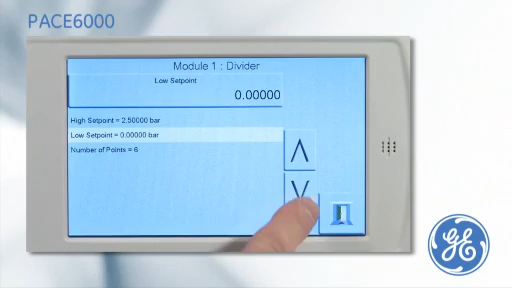 PACE6000
Module 1 : Divider
Low Setpoint
0.00000
High Setpoint = 2.50000 bar
Low Setpoint = 0.00000 bar
Number of Points = 6
GE